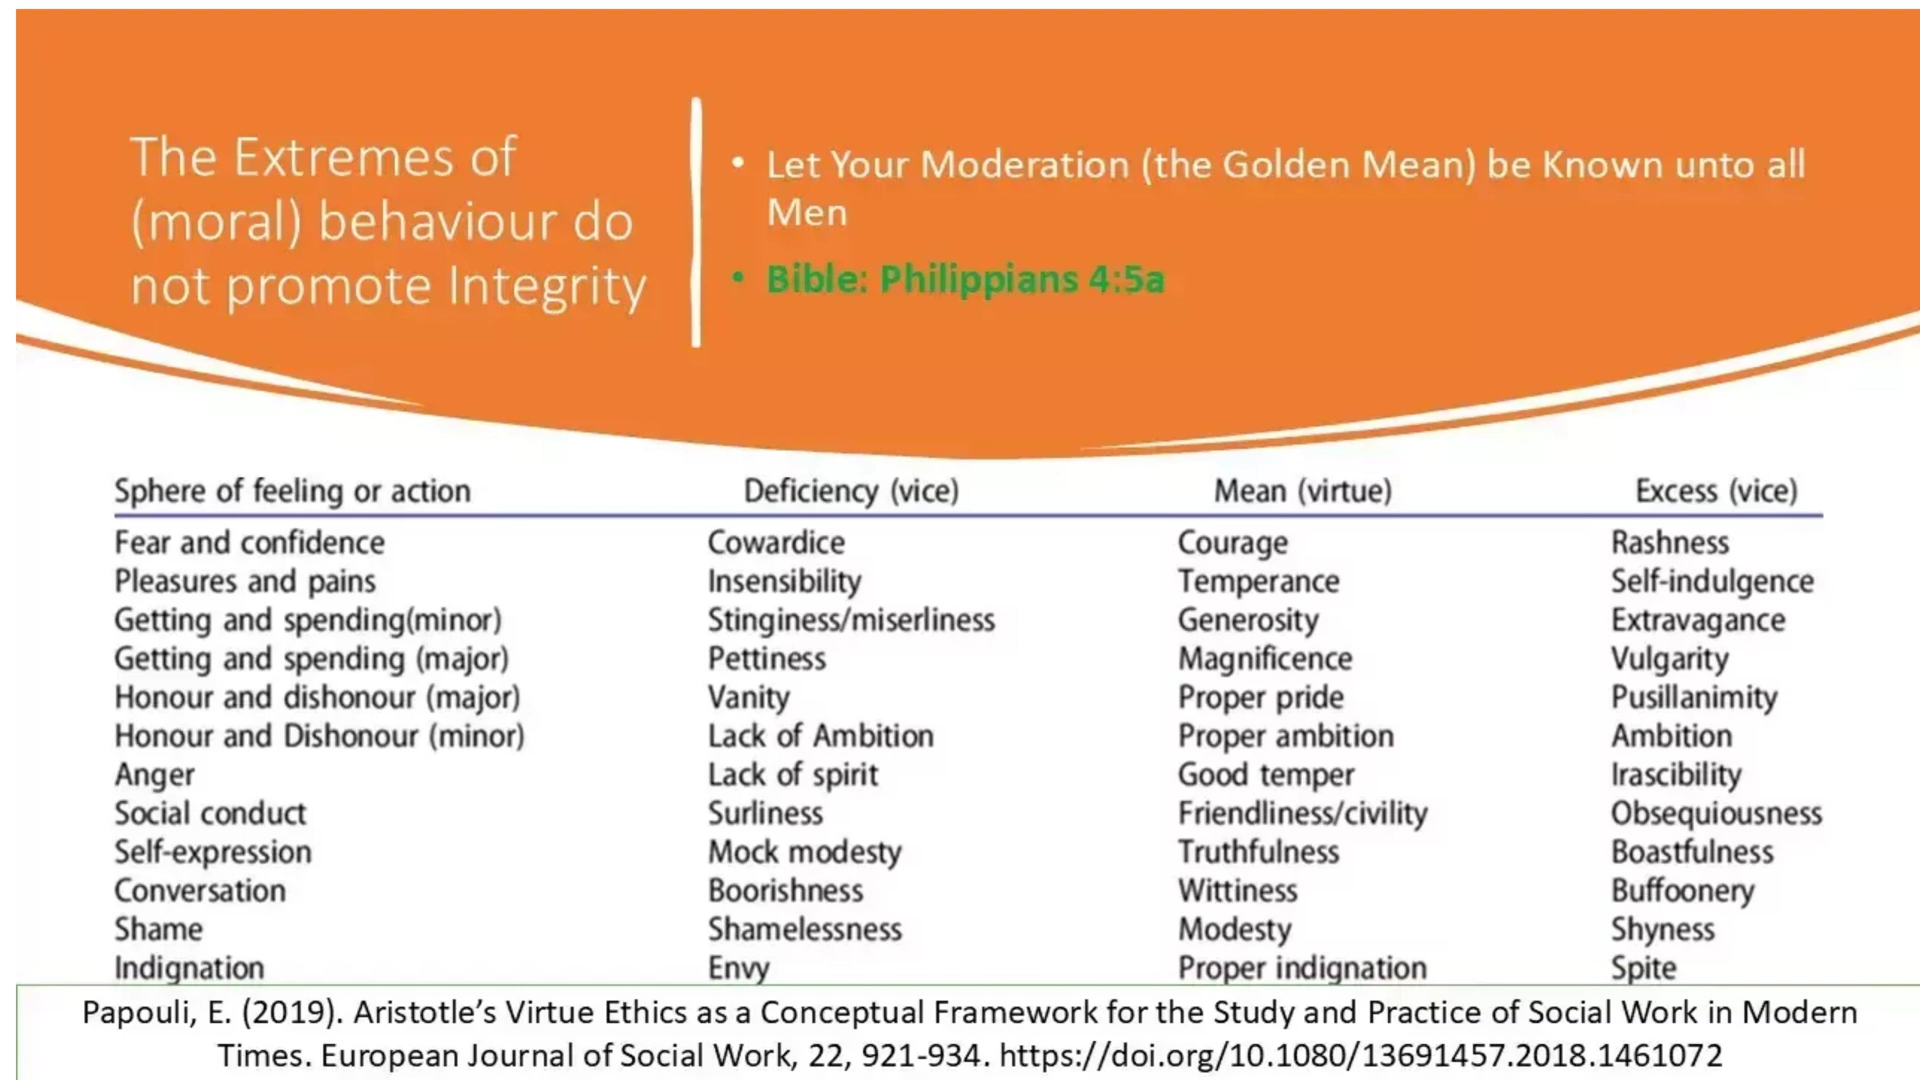 The Extremes of
(moral) behaviour do
not promote Integrity
• Let Your Moderation (the Golden Mean) be Known unto all
Men
• Bible: Philippians 4:5a
Sphere of feeling or action Deficiency (vice) Mean (virtue) Excess (vice)
Fear and confidence Cowardice Courage Rashness
Pleasures and pains Insensibility Temperance Self-indulgence
Getting and spending(minor) Stinginess/miserliness Generosity Extravagance
Getting and spending (major) Pettiness Magnificence Vulgarity
Honour and dishonour (major) Vanity Proper pride Pusillanimity
Honour and Dishonour (minor) Lack of Ambition Proper ambition Ambition
Anger Lack of spirit Good temper Irascibility
Social conduct Surliness Friendliness/civility Obsequiousness
Self-expression Mock modesty Truthfulness Boastfulness
Conversation Boorishness Wittiness Buffoonery
Shame Shamelessness Modesty Shyness
Indignation Envy Proper indignation Spite
Papouli, E. (2019). Aristotle’s Virtue Ethics as a Conceptual Framework for the Study and Practice of Social Work in Modern
Times. European Journal of Social Work, 22, 921-934. https://doi.org/10.1080/13691457.2018.1461072